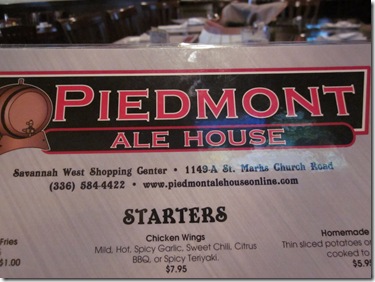 PIEDMONT
ALE HOUSE
Savannah West Shopping Center • 1149-A St. Marks Church Road
(336) 584-4422 • www.piedmontalehouseonline.com
STARTERS
Fries
$1.00
Chicken Wings
Mild, Hot, Spicy Garlic, Sweet Chili, Citrus
BBQ, or Spicy Teriyaki.
$7.95
Homemade
Thin sliced potatoes
cooked to
$5.9